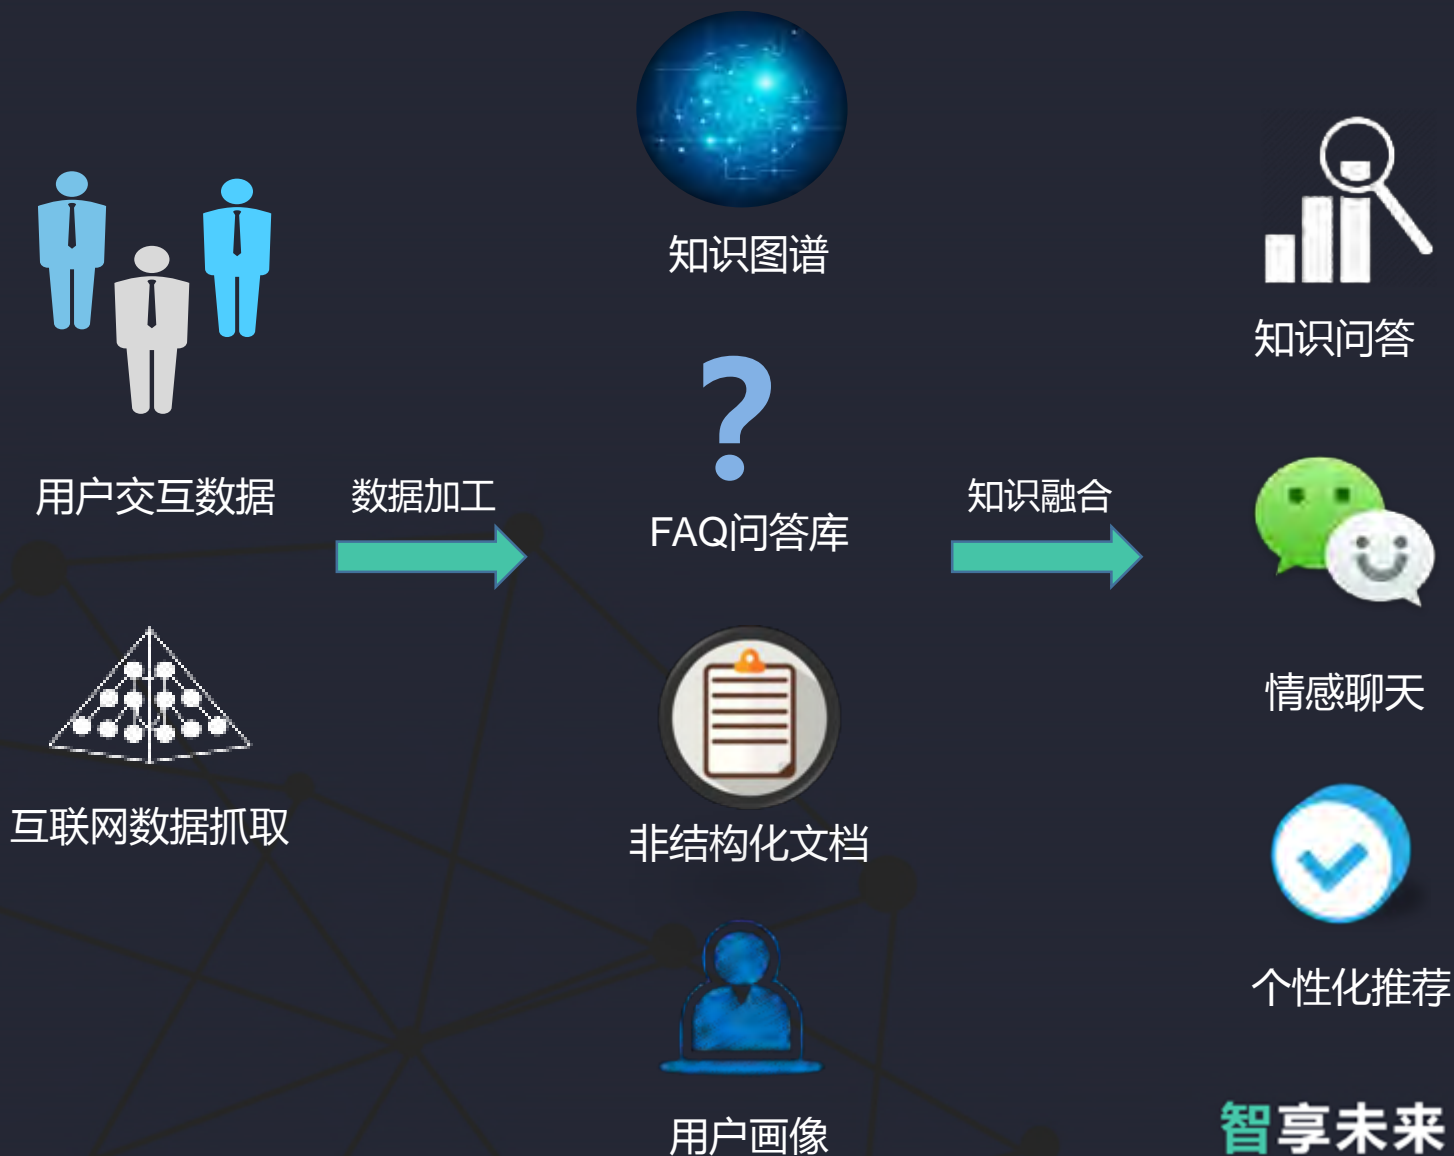 知识图谱
知识问答
用户交互数据
数据加工
FAQ问答库
知识融合
情感聊天
互联网数据抓取
非结构化文档
个性化推荐
用户画像
智享未来